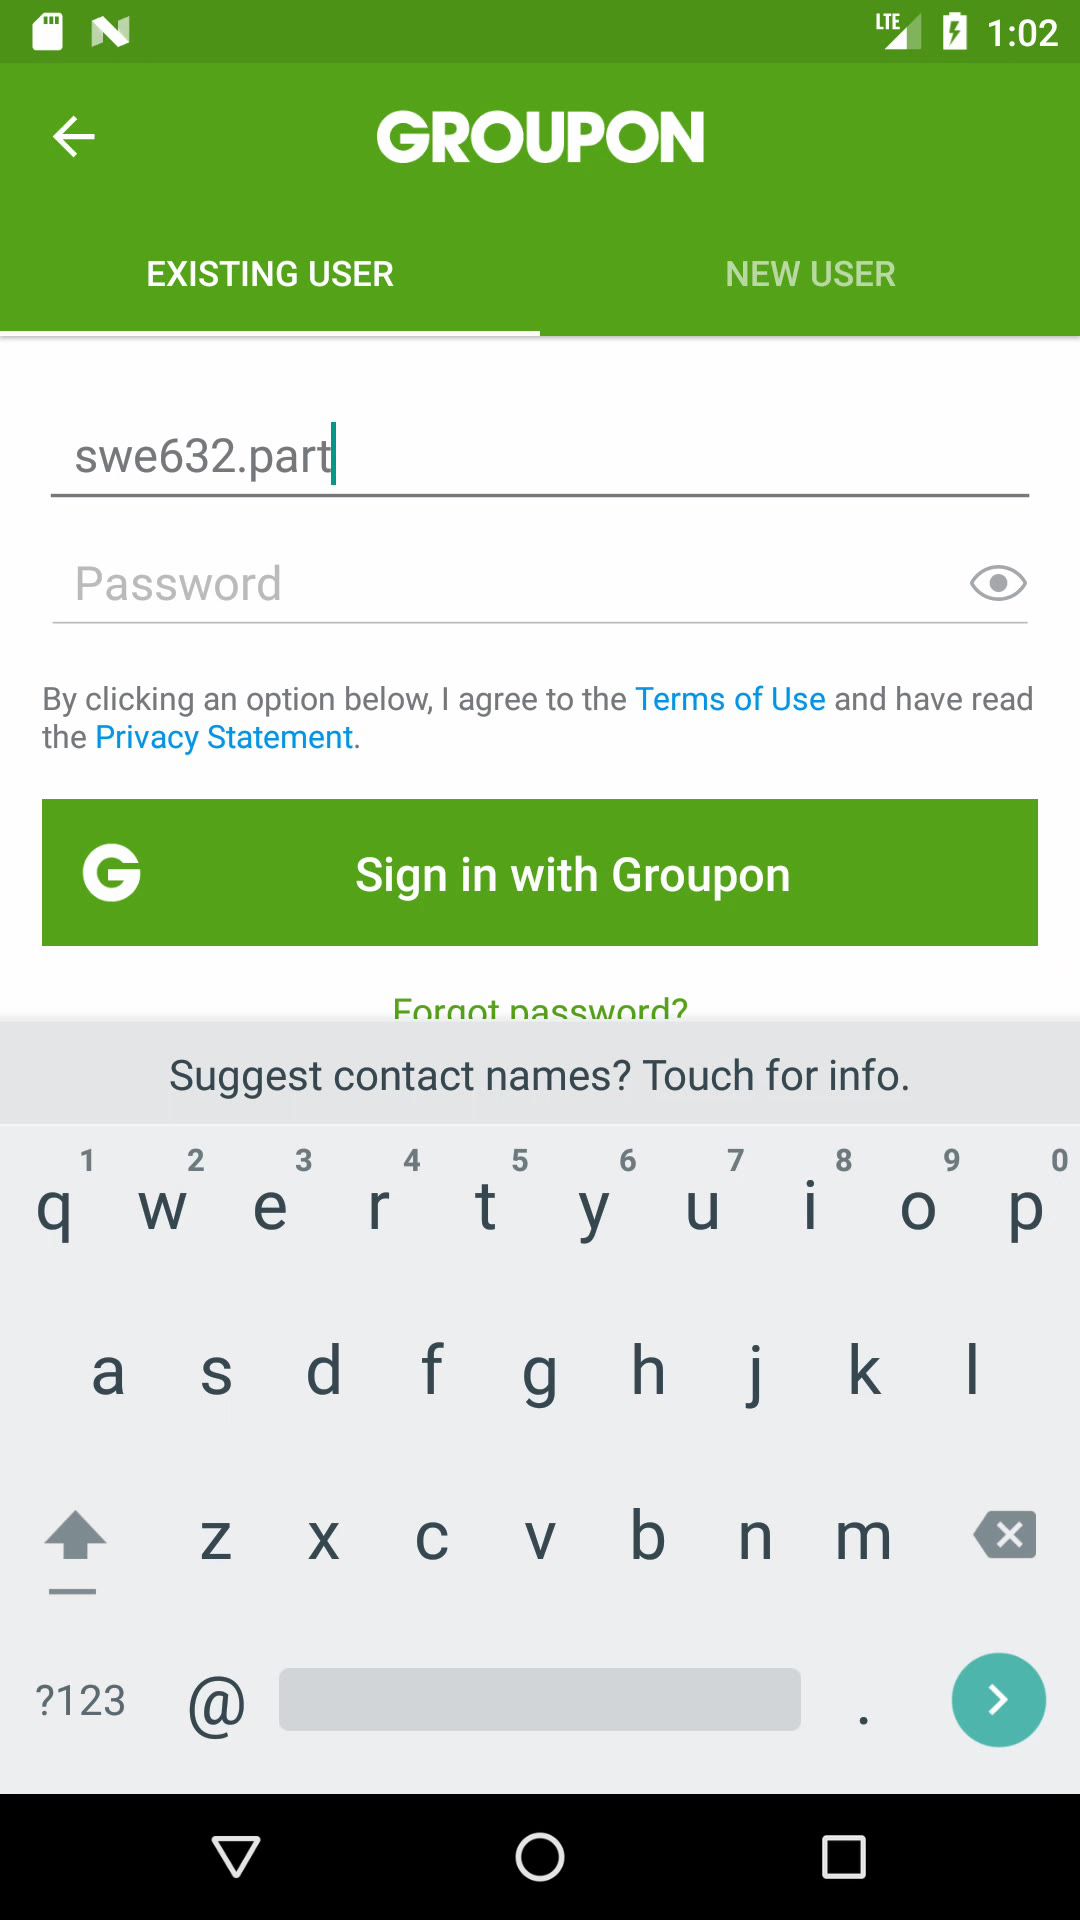 LTE 1:02
GROUPON
EXISTING USER NEW USER
swe632.part
Password
By clicking an option below, I agree to the Terms of Use and have read
the Privacy Statement.
G Sign in with Groupon
Forgot password?
Suggest contact names? Touch for info.
1 2 3 4 5 6 7 8 9 0
q w e r t y u i o p
a s d f g h j k l
z x c v b n m
?123 @ .